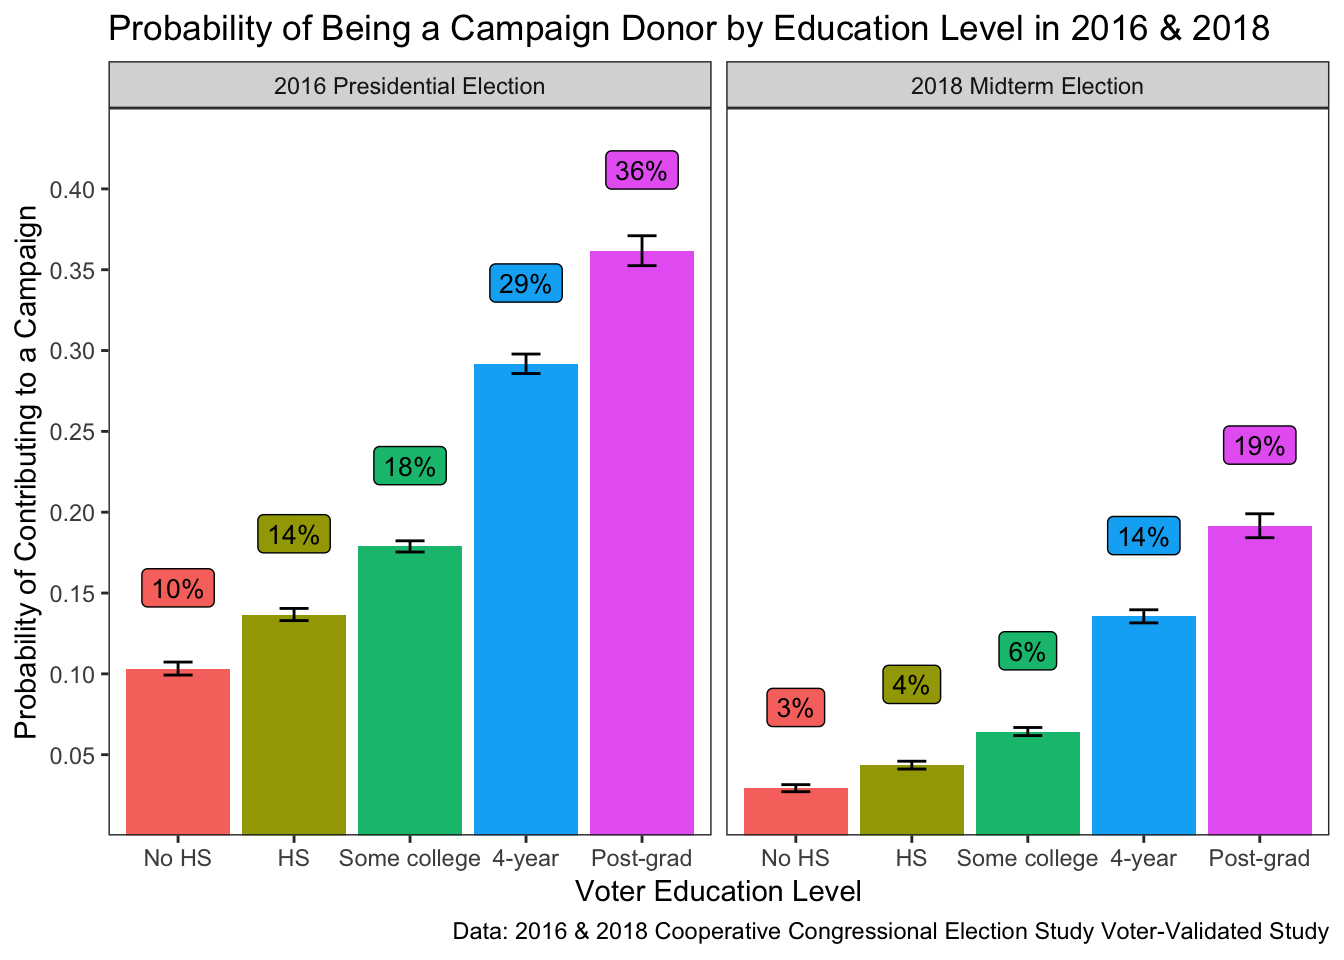 Probability of Being a Campaign Donor by Education Level in 2016 & 2018
2016 Presidential Election
2018 Midterm Election
Probability of Contributing to a Campaign
0.40
0.35
0.30
0.25
0.20
0.15
0.10
0.05
10%
14%
18%
29%
36%
3%
4%
6%
14%
19%
No HS HS Some college 4-year Post-grad
No HS HS Some college 4-year Post-grad
Voter Education Level
Data: 2016 & 2018 Cooperative Congressional Election Study Voter-Validated Study